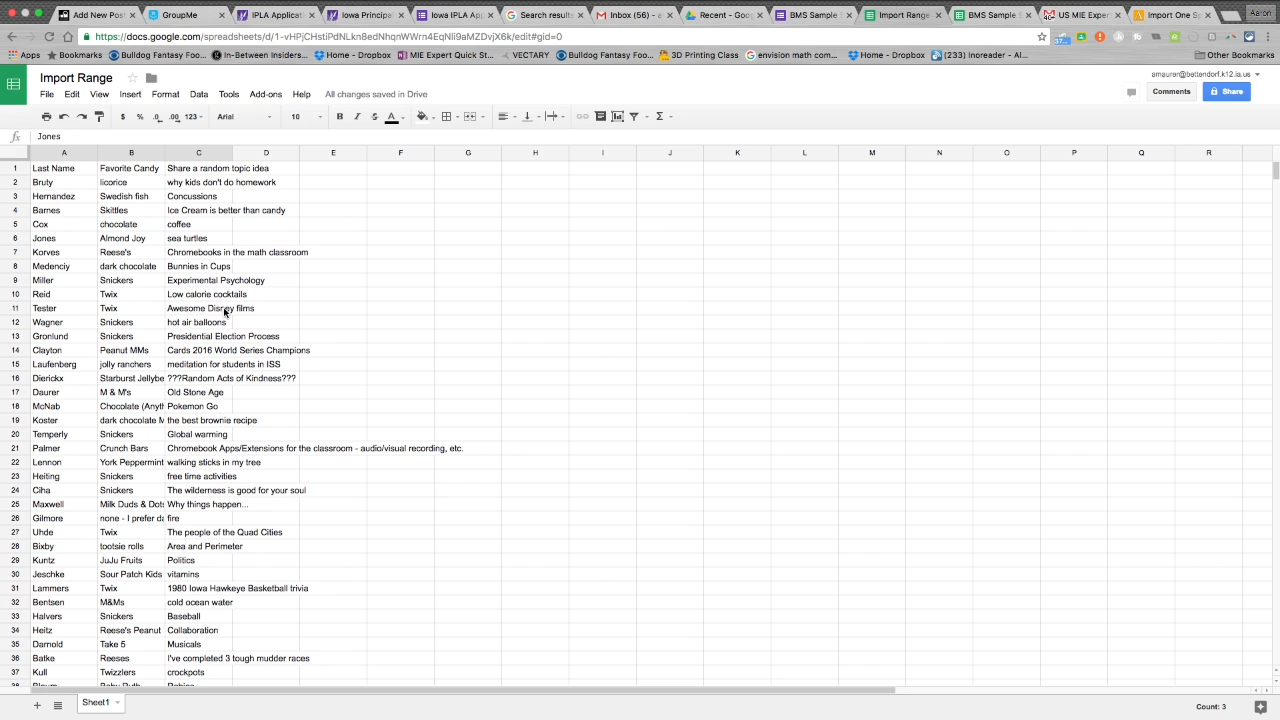 Add New Post
GroupMe
IPLA Applicati
Iowa Principa
Iowa IPLA App
Search result
Inbox (56) -
Recent - Goog
BMS Sample
Import Range
BMS Sample
US MIE Exper
Import One S
Aaron
https://docs.google.com/spreadsheets/d/1-vHPjCHstiPdNLkn8edNhqnWWrn4EqNli9aMZDvjX6k/edit#gid=0
Apps
Bookmarks
Bulldog Fantasy Foo...
In-Between Insiders...
MIE Expert Quick St...
VECTARY
Bulldog Fantasy Foo...
3D Printing Class
envision math com...
Home - Dropbox
Home - Dropbox
(233) Inoreader - Al...
Other Bookmarks
Import Range
amaurer@bettendorf.k12.ia.us
File Edit View Insert Format Data Tools Add-ons Help All changes saved in Drive
Comments
Share
$ % .0 .00 123 Arial 10 B I S A
fx Jones
A B C D E F G H I J K L M N O P Q R
1 Last Name Favorite Candy Share a random topic idea
2 Bruty licorice why kids don't do homework
3 Hernandez Swedish fish Concussions
4 Barnes Skittles Ice Cream is better than candy
5 Cox chocolate coffee
6 Jones Almond Joy sea turtles
7 Korves Reese's Chromebooks in the math classroom
8 Medenciy dark chocolate Bunnies in Cups
9 Miller Snickers Experimental Psychology
10 Reid Twix Low calorie cocktails
11 Tester Twix Awesome Disney films
12 Wagner Snickers hot air balloons
13 Gronlund Snickers Presidential Election Process
14 Clayton Peanut MMs Cards 2016 World Series Champions
15 Laufenberg jolly ranchers meditation for students in ISS
16 Dierickx Starburst Jellybe ???Random Acts of Kindness???
17 Daurer M & M's Old Stone Age
18 McNab Chocolate (Anyth Pokemon Go
19 Koster dark chocolate M the best brownie recipe
20 Temperly Snickers Global warming
21 Palmer Crunch Bars Chromebook Apps/Extensions for the classroom - audio/visual recording, etc.
22 Lennon York Peppermint walking sticks in my tree
23 Heiting Snickers free time activities
24 Ciha Snickers The wilderness is good for your soul
25 Maxwell Milk Duds & Dots Why things happen...
26 Gilmore none - I prefer da fire
27 Uhde Twix The people of the Quad Cities
28 Bixby tootsie rolls Area and Perimeter
29 Kuntz JuJu Fruits Politics
30 Jeschke Sour Patch Kids vitamins
31 Lammers Twix 1980 Iowa Hawkeye Basketball trivia
32 Bentsen M&Ms cold ocean water
33 Halvers Snickers Baseball
34 Heitz Reese's Peanut Collaboration
35 Darnold Take 5 Musicals
36 Batke Reeses I've completed 3 tough mudder races
37 Kull Twizzlers crockpots
Sheet1
Count: 3